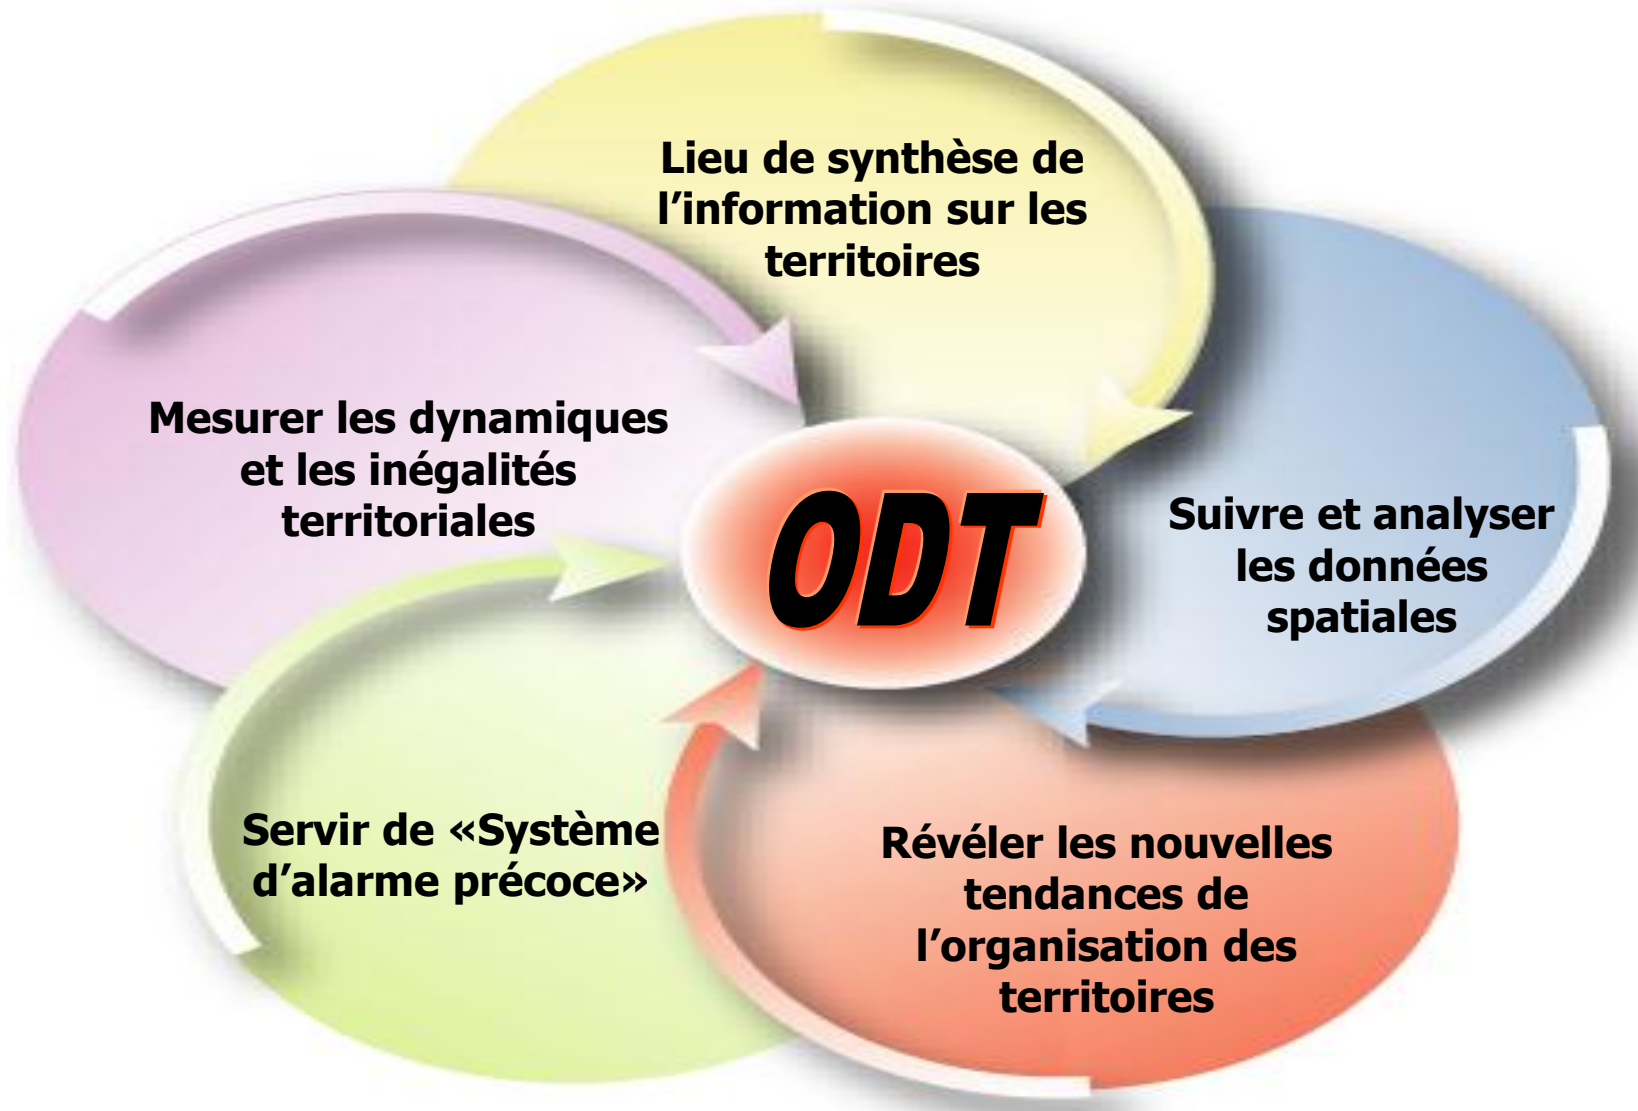 Lieu de synthèse de
l’information sur les
territoires
Mesurer les dynamiques
et les inégalités
territoriales
ODT
Suivre et analyser
les données
spatiales
Servir de «Système
d’alarme précoce»
Révéler les nouvelles
tendances de
l’organisation des
territoires